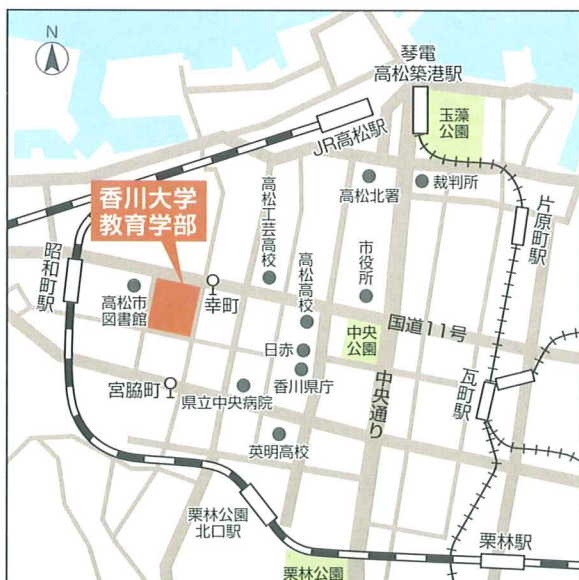 N
琴電
高松築港駅
JR高松駅
玉藻
公園
香川大学
教育学部
高松工芸高校
高松北署
裁判所
片原町駅
昭和町駅
高松市
図書館
幸町
高松高校
市役所
国道11号
中央
公園
日赤
香川県庁
中央通り
瓦町駅
宮脇町
県立中央病院
英明高校
栗林公園
北口駅
栗林駅
栗林公園